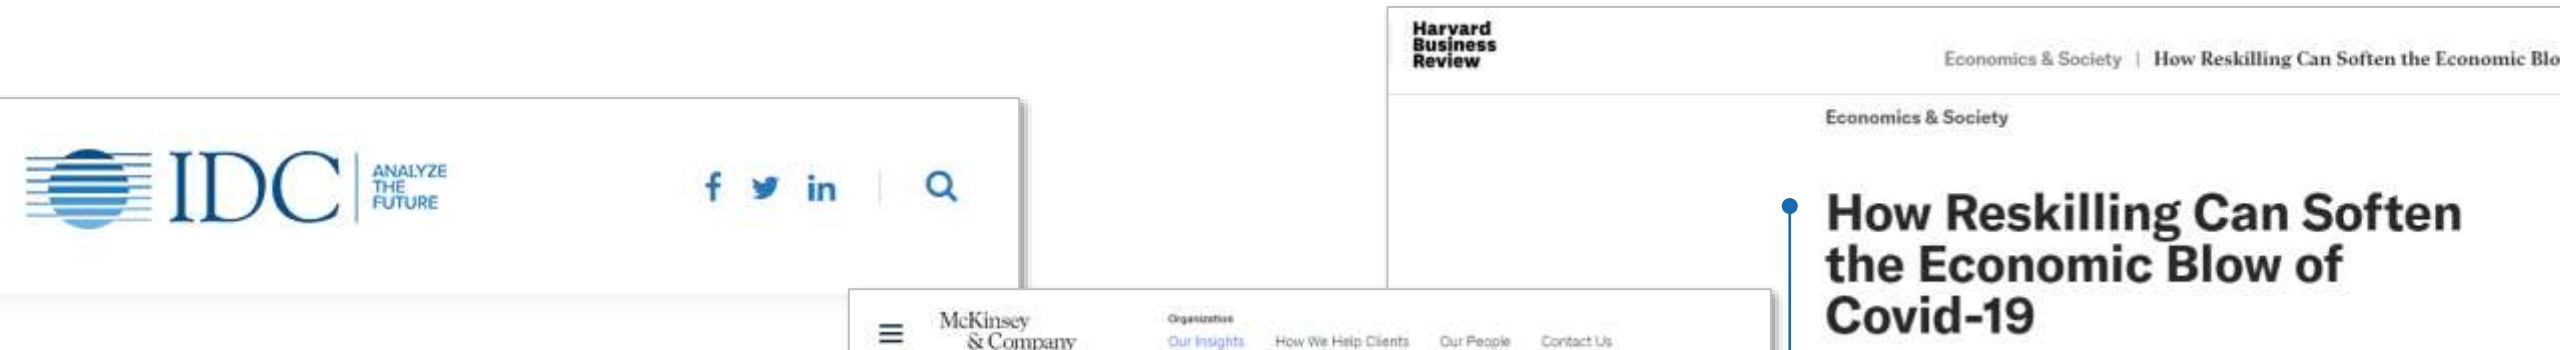 Harvard
Business
Review
Economics & Society | How Reskilling Can Soften the Economic Blo
Economics & Society
IDC
ANALYZE
THE
FUTURE
How Reskilling Can Soften
the Economic Blow of
Covid-19
McKinsey
& Company
Organization
Our Insights How We Help Clients Our People Contact Us